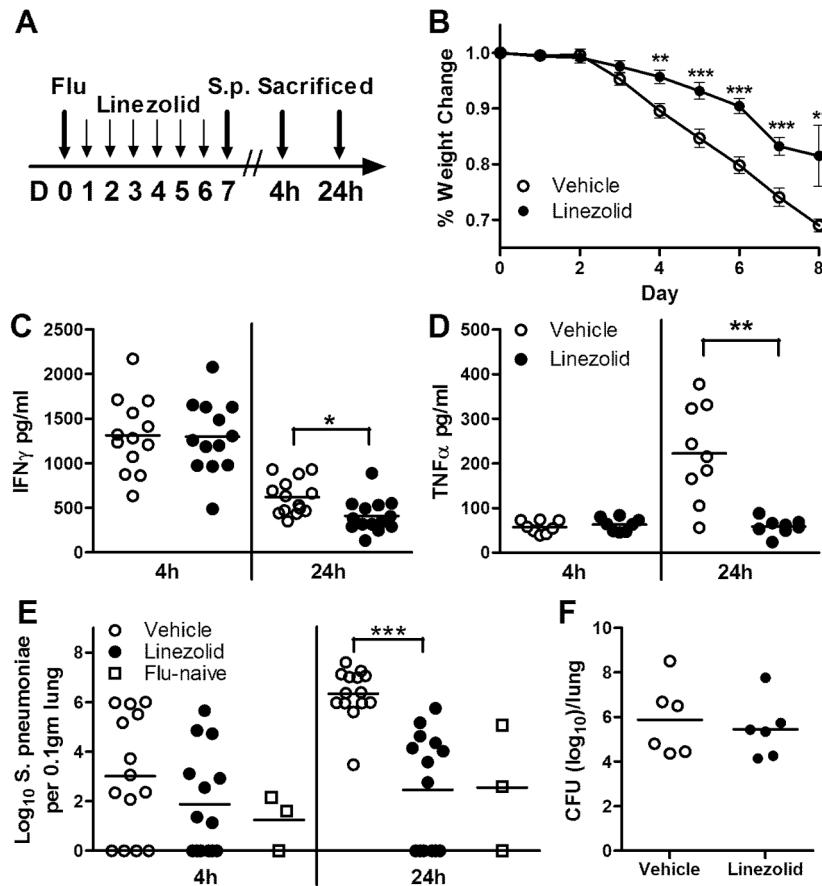 A
Flu
Linezolid
S.p. Sacrificed
D 0 1 2 3 4 5 6 7 // 4h 24h
B
% Weight Change
1.0
0.9
0.8
0.7
** *** *** *** **
Vehicle
Linezolid
0 2 4 6 8
Day
C
IFNγ pg/ml
2500
2000
1500
1000
500
0
*
4h 24h
D
TNFα pg/ml
500
400
300
200
100
0
Vehicle
Linezolid
**
4h 24h
E
Log10 S. pneumoniae
per 0.1gm lung
8
6
4
2
0
Vehicle
Linezolid
Flu-naive
***
4h 24h
F
CFU (log10)/lung
10
8
6
4
2
0
Vehicle Linezolid